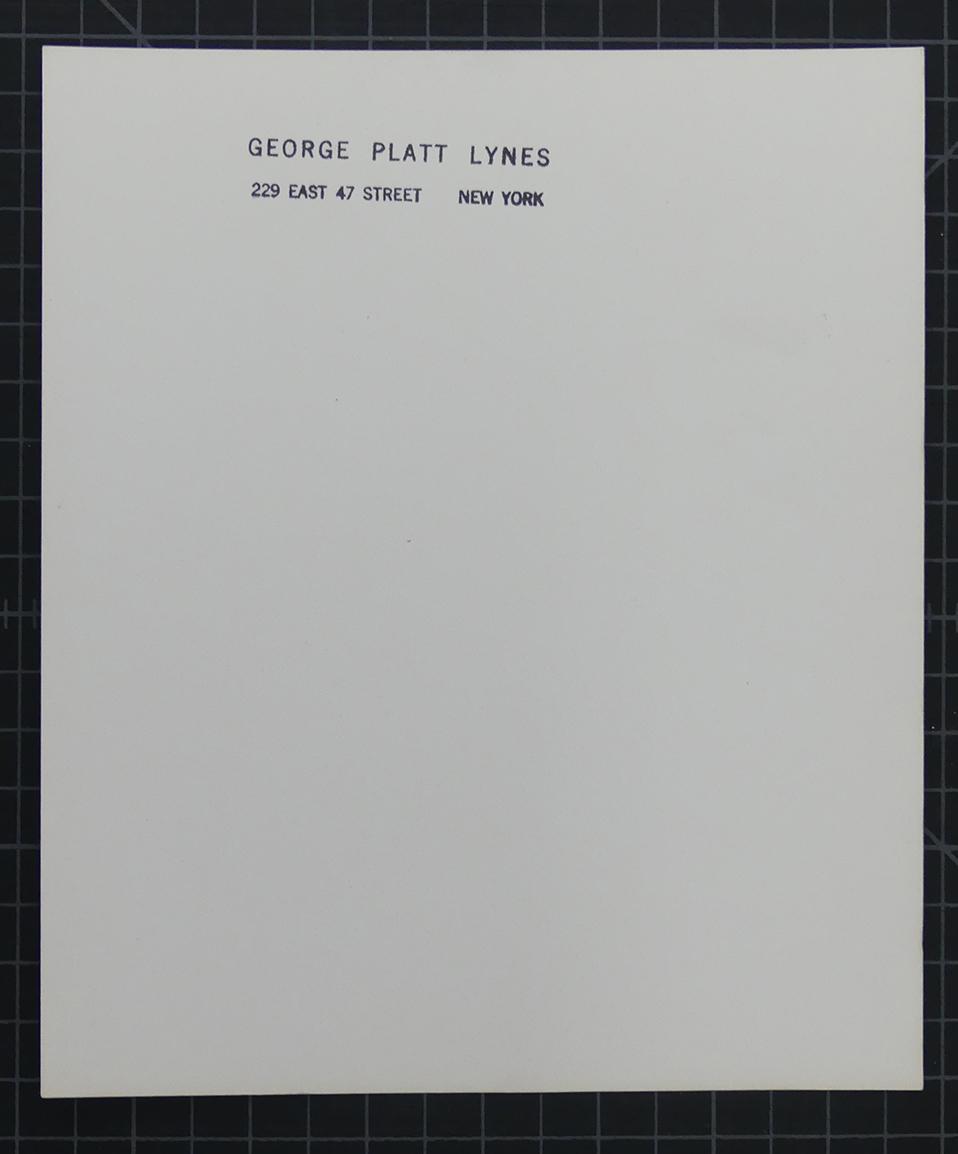 GEORGE PLATT LYNES
229 EAST 47 STREET NEW YORK